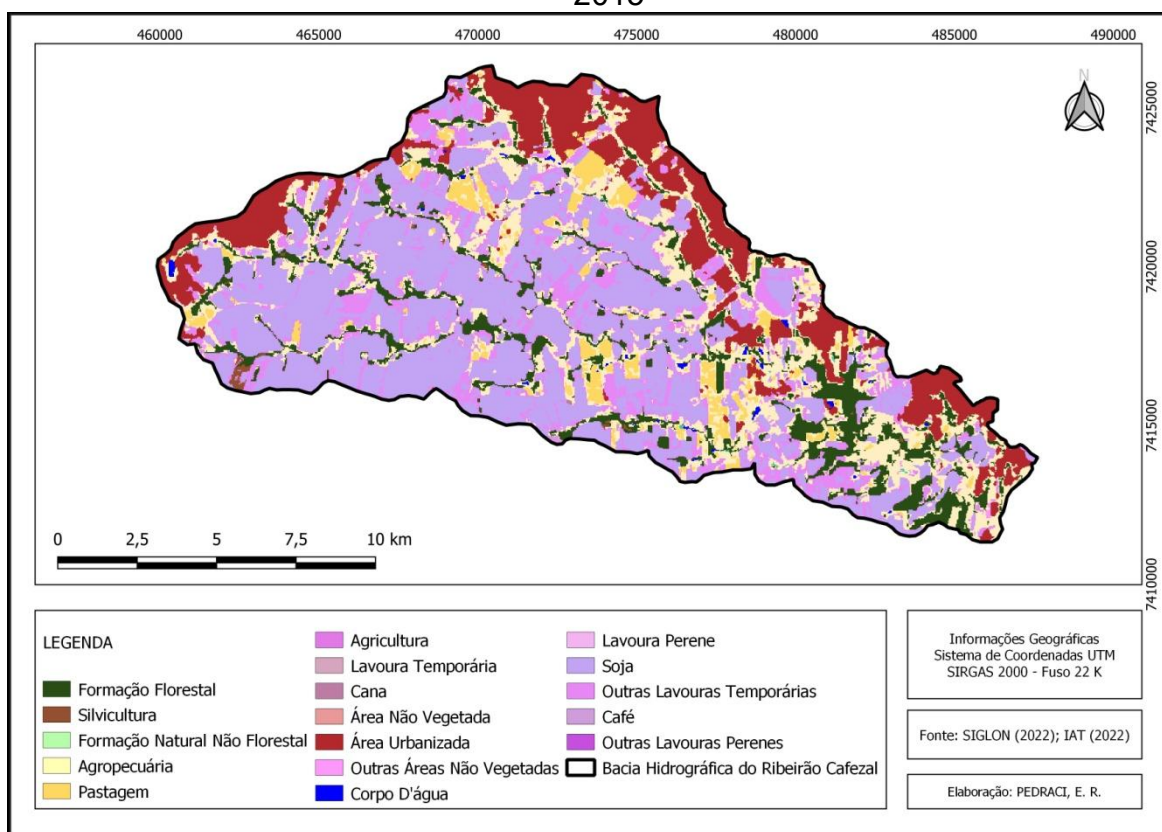 460000 465000 470000 475000 480000 485000 490000
N
7425000
7420000
7415000
7410000
0 2,5 5 7,5 10 km
LEGENDA
Formação Florestal
Silvicultura
Formação Natural Não Florestal
Agropecuária
Pastagem
Agricultura
Lavoura Temporária
Cana
Área Não Vegetada
Área Urbanizada
Outras Áreas Não Vegetadas
Corpo D'água
Lavoura Perene
Soja
Outras Lavouras Temporárias
Café
Outras Lavouras Perenes
Bacia Hidrográfica do Ribeirão Cafezal
Informações Geográficas
Sistema de Coordenadas UTM
SIRGAS 2000 - Fuso 22 K
Fonte: SIGLON (2022); IAT (2022)
Elaboração: PEDRACI, E. R.